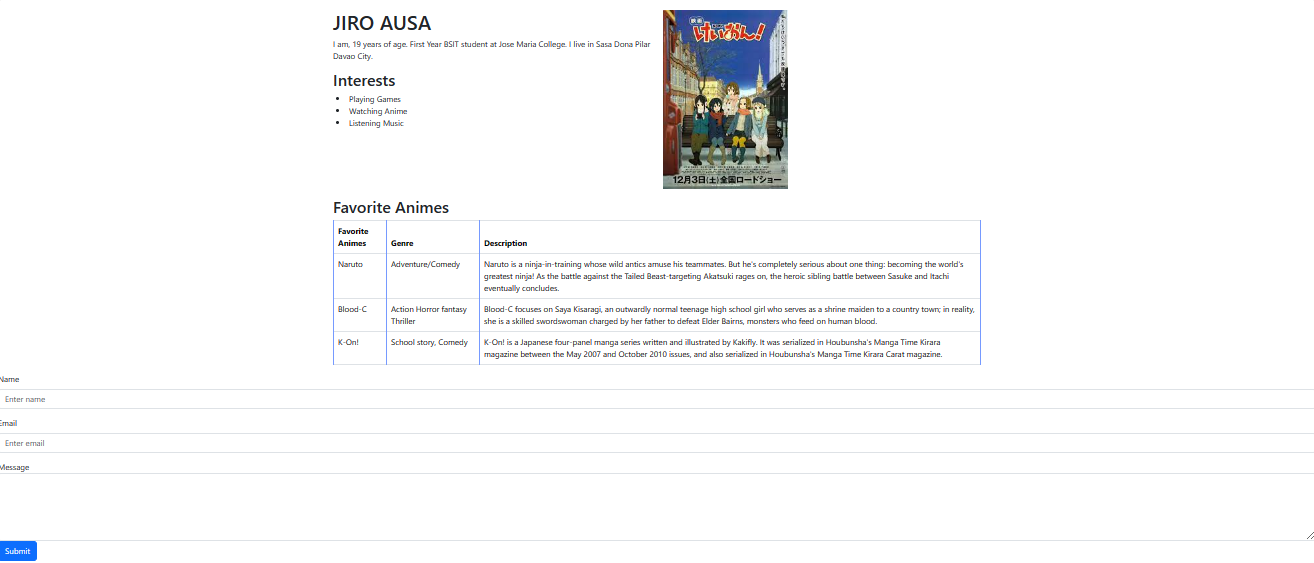 JIRO AUSA
I am, 19 years of age. First Year BSIT student at Jose Maria College. I live in Sasa Dona Pilar
Davao City.
Interests
Playing Games
Watching Anime
Listening Music
映画
けいおん!
12月3日(土)全国ロードショー
Favorite Animes
Favorite
Animes
Genre
Description
Naruto
Adventure/Comedy
Naruto is a ninja-in-training whose wild antics amuse his teammates. But he's completely serious about one thing: becoming the world's
greatest ninja! As the battle against the Tailed Beast-targeting Akatsuki rages on, the heroic sibling battle between Sasuke and Itachi
eventually concludes.
Blood-C
Action Horror fantasy
Thriller
Blood-C focuses on Saya Kisaragi, an outwardly normal teenage high school girl who serves as a shrine maiden to a country town; in reality,
she is a skilled swordswoman charged by her father to defeat Elder Bairns, monsters who feed on human blood.
K-On!
School story, Comedy
K-On! is a Japanese four-panel manga series written and illustrated by Kakifly. It was serialized in Houbunsha's Manga Time Kirara
magazine between the May 2007 and October 2010 issues, and also serialized in Houbunsha's Manga Time Kirara Carat magazine.
Name
Enter name
Email
Enter email
Message
Submit